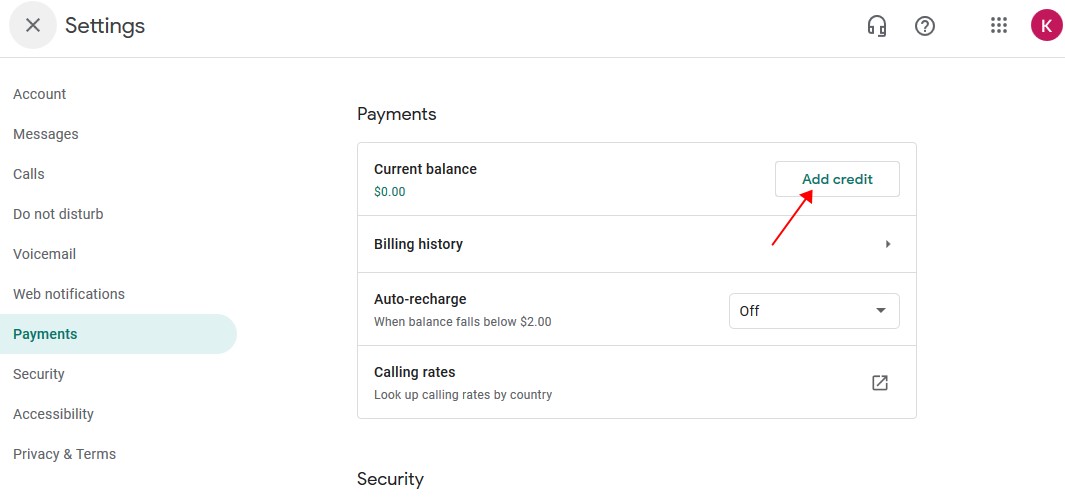 Settings
K
Account
Messages
Calls
Do not disturb
Voicemail
Web notifications
Payments
Security
Accessibility
Privacy & Terms
Payments
Current balance
$0.00
Add credit
Billing history
Auto-recharge
When balance falls below $2.00
Off
Calling rates
Look up calling rates by country
Security